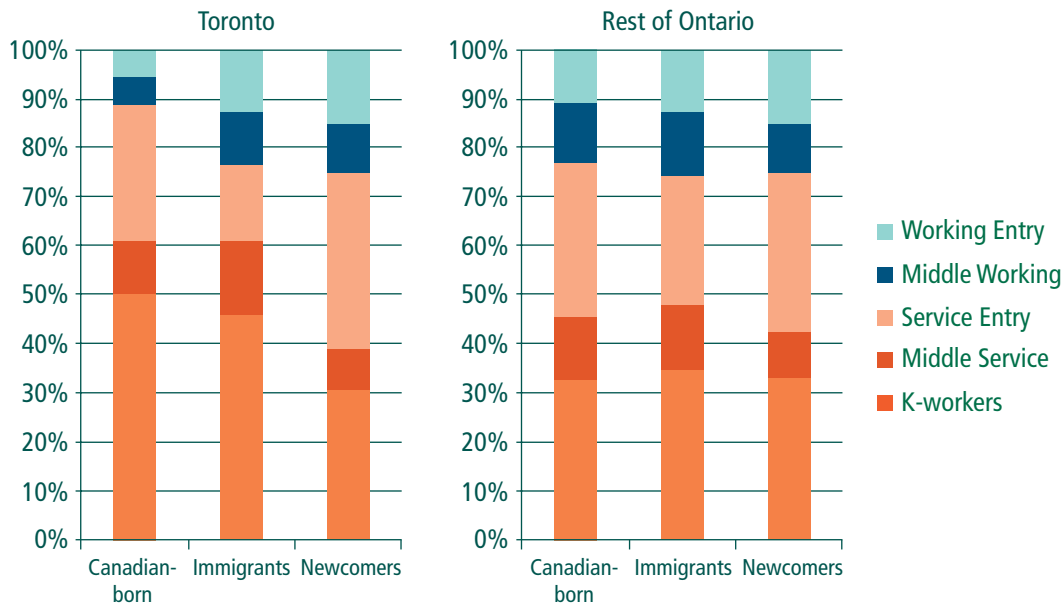 Toronto
100%
90%
80%
70%
60%
50%
40%
30%
20%
10%
0%
Canadian-
born
Immigrants
Newcomers
Rest of Ontario
100%
90%
80%
70%
60%
50%
40%
30%
20%
10%
0%
Canadian-
born
Immigrants
Newcomers
Working Entry
Middle Working
Service Entry
Middle Service
K-workers